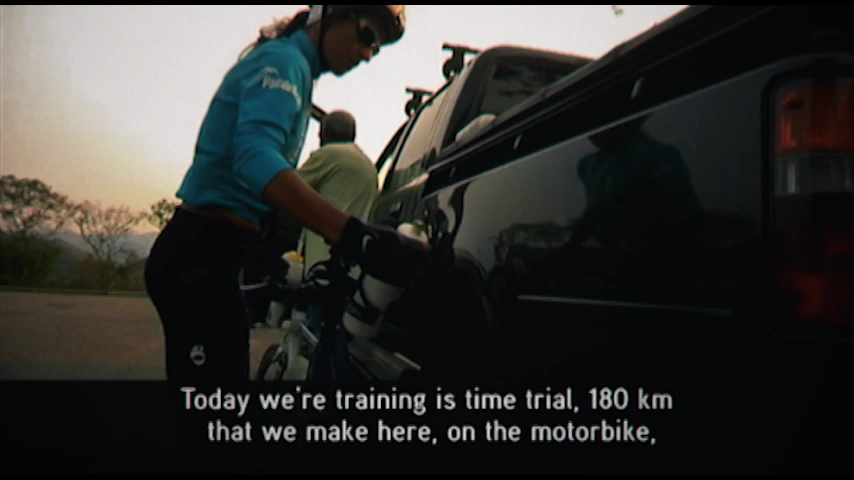 Today we're training is time trial, 180 km
that we make here, on the motorbike,